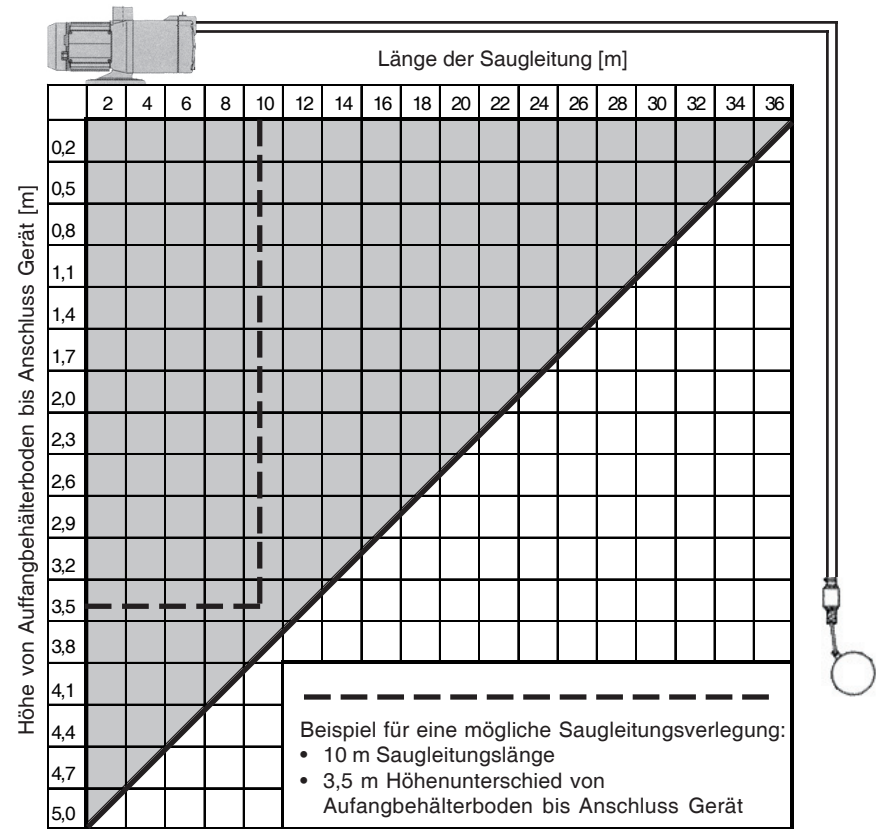 Länge der Saugleitung [m]
2 4 6 8 10 12 14 16 18 20 22 24 26 28 30 32 34 36
Höhe von Auffangbehälterboden bis Anschluss Gerät [m]
0,2
0,5
0,8
1,1
1,4
1,7
2,0
2,3
2,6
2,9
3,2
3,5
3,8
4,1
4,4
4,7
5,0
Beispiel für eine mögliche Saugleitungsverlegung:
• 10 m Saugleitungslänge
• 3,5 m Höhenunterschied von
Aufangbehälterboden bis Anschluss Gerät